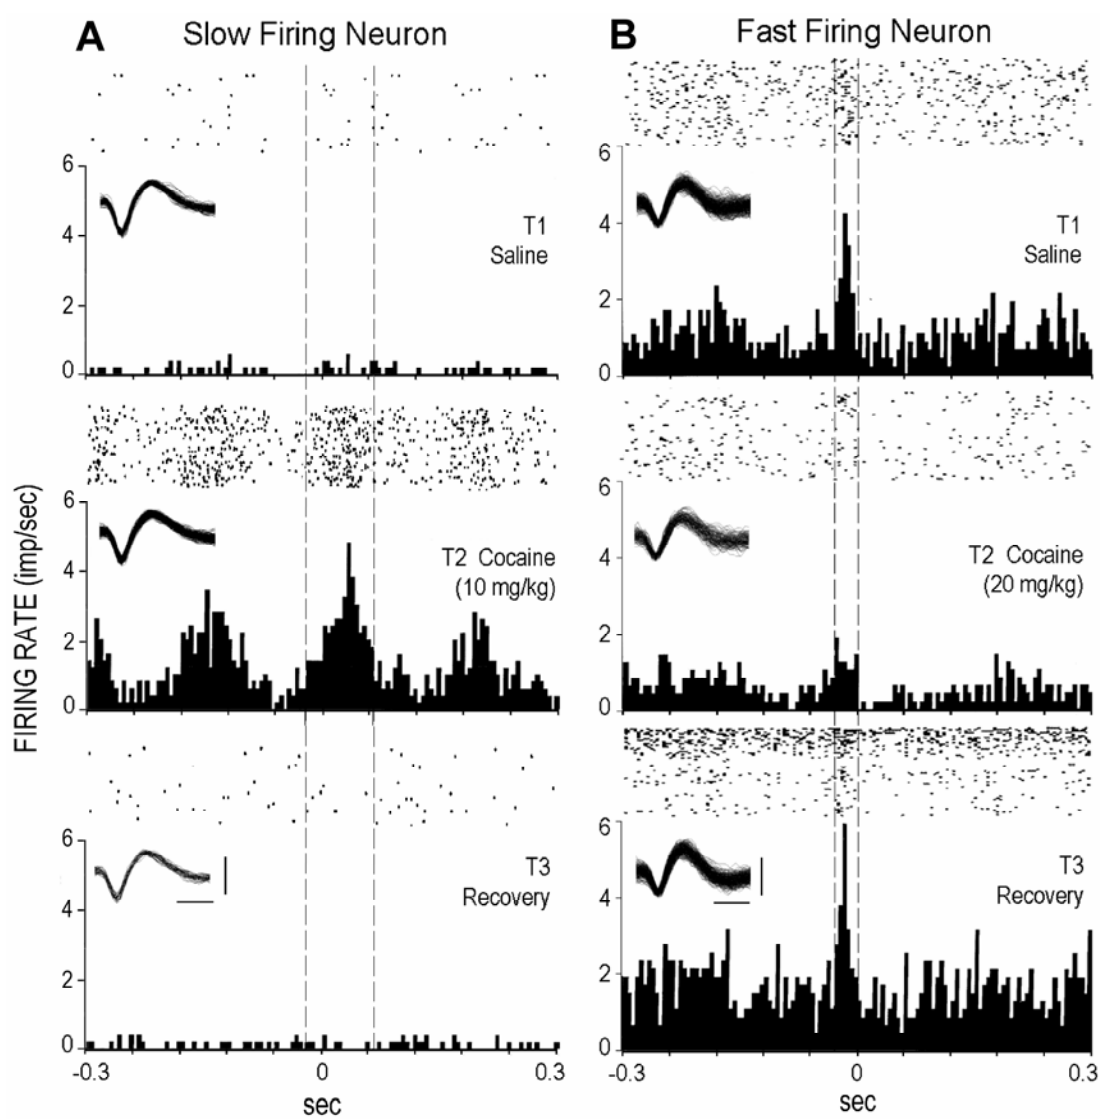 A Slow Firing Neuron
B Fast Firing Neuron
FIRING RATE (imp/sec)
6
4
2
0
T1
Saline
6
4
2
0
T2 Cocaine
(10 mg/kg)
6
4
2
0
T3
Recovery
-0.3 0 0.3
sec
6
4
2
0
T1
Saline
6
4
2
0
T2 Cocaine
(20 mg/kg)
6
4
2
0
T3
Recovery
-0.3 0 0.3
sec